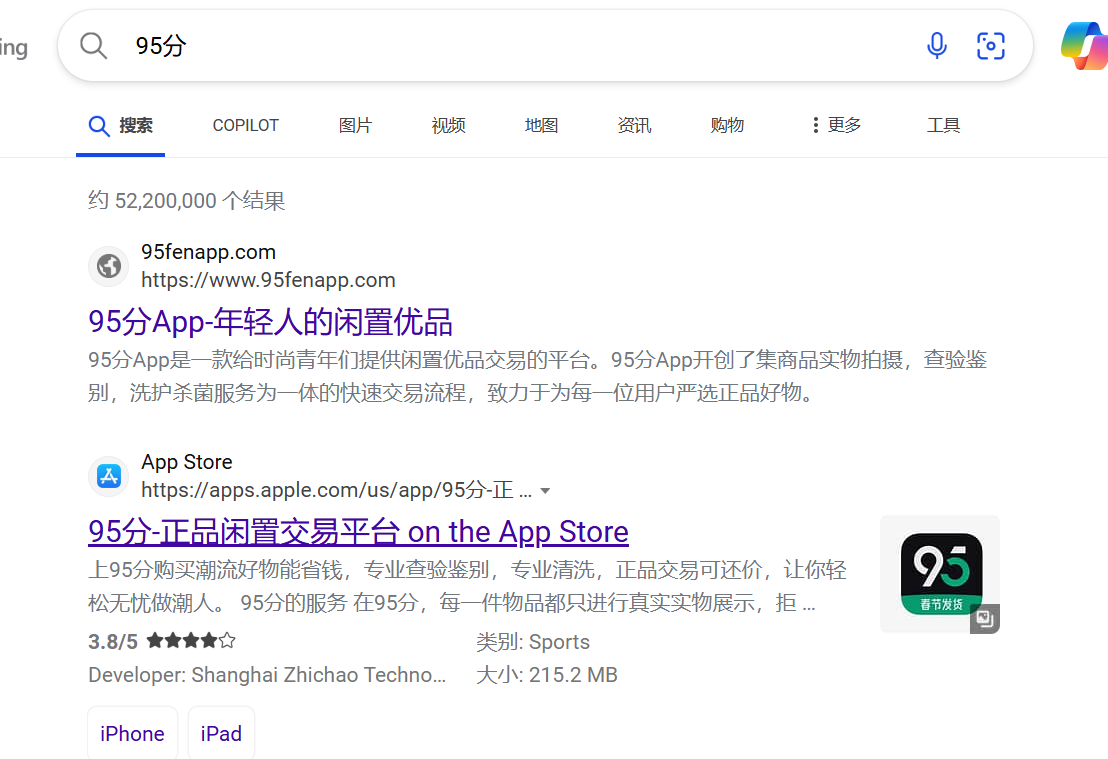 ing
95分
搜索
COPILOT
图片
视频
地图
资讯
购物
更多
工具
约 52,200,000 个结果
95fenapp.com
https://www.95fenapp.com
95分App-年轻人的闲置优品
95分App是一款给时尚青年们提供闲置优品交易的平台。95分App开创了集商品实物拍摄，查验鉴
别，洗护杀菌服务为一体的快速交易流程，致力于为每一位用户严选正品好物。
App Store
https://apps.apple.com/us/app/95分-正 ...
95分-正品闲置交易平台 on the App Store
上95分购买潮流好物能省钱，专业查验鉴别，专业清洗，正品交易可还价，让你轻
松无忧做潮人。 95分的服务 在95分，每一件物品都只进行真实实物展示，拒 ...
95
春节发货
3.8/5
类别: Sports
Developer: Shanghai Zhichao Techno...
大小: 215.2 MB
iPhone
iPad